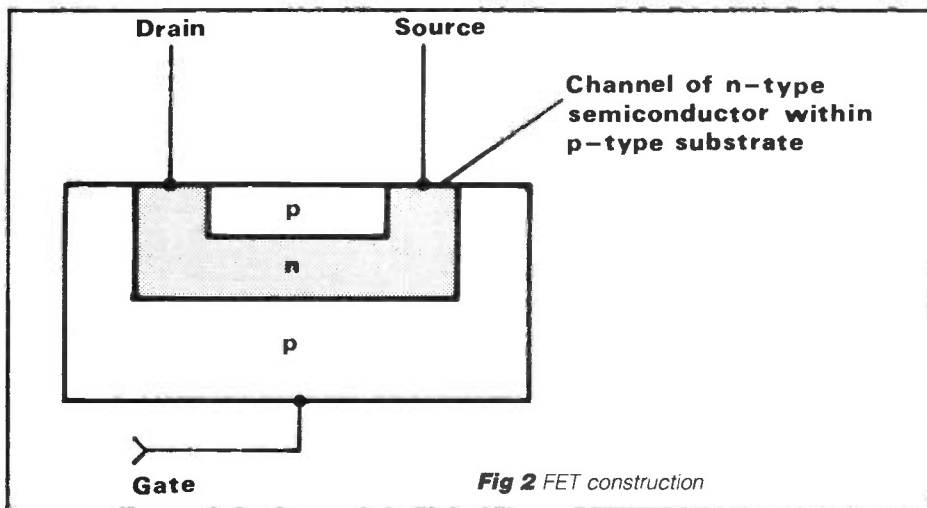 Drain
Source
Channel of n-type
semiconductor within
p-type substrate
p
n
p
Gate
Fig 2 FET construction